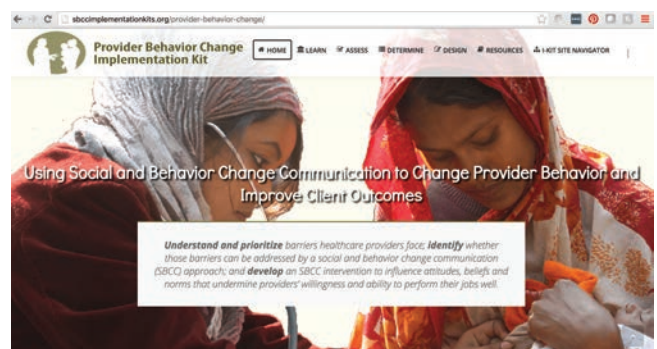 sbccimplementationkits.org/provider-behavior-change/
Provider Behavior Change
Implementation Kit
HOME LEARN ASSESS DETERMINE DESIGN RESOURCES I-KIT SITE NAVIGATOR
Using Social and Behavior Change Communication to Change Provider Behavior and
Improve Client Outcomes
Understand and prioritize barriers healthcare providers face; identify whether
those barriers can be addressed by a social and behavior change communication
(SBCC) approach; and develop an SBCC intervention to influence attitudes, beliefs and
norms that undermine providers' willingness and ability to perform their jobs well.